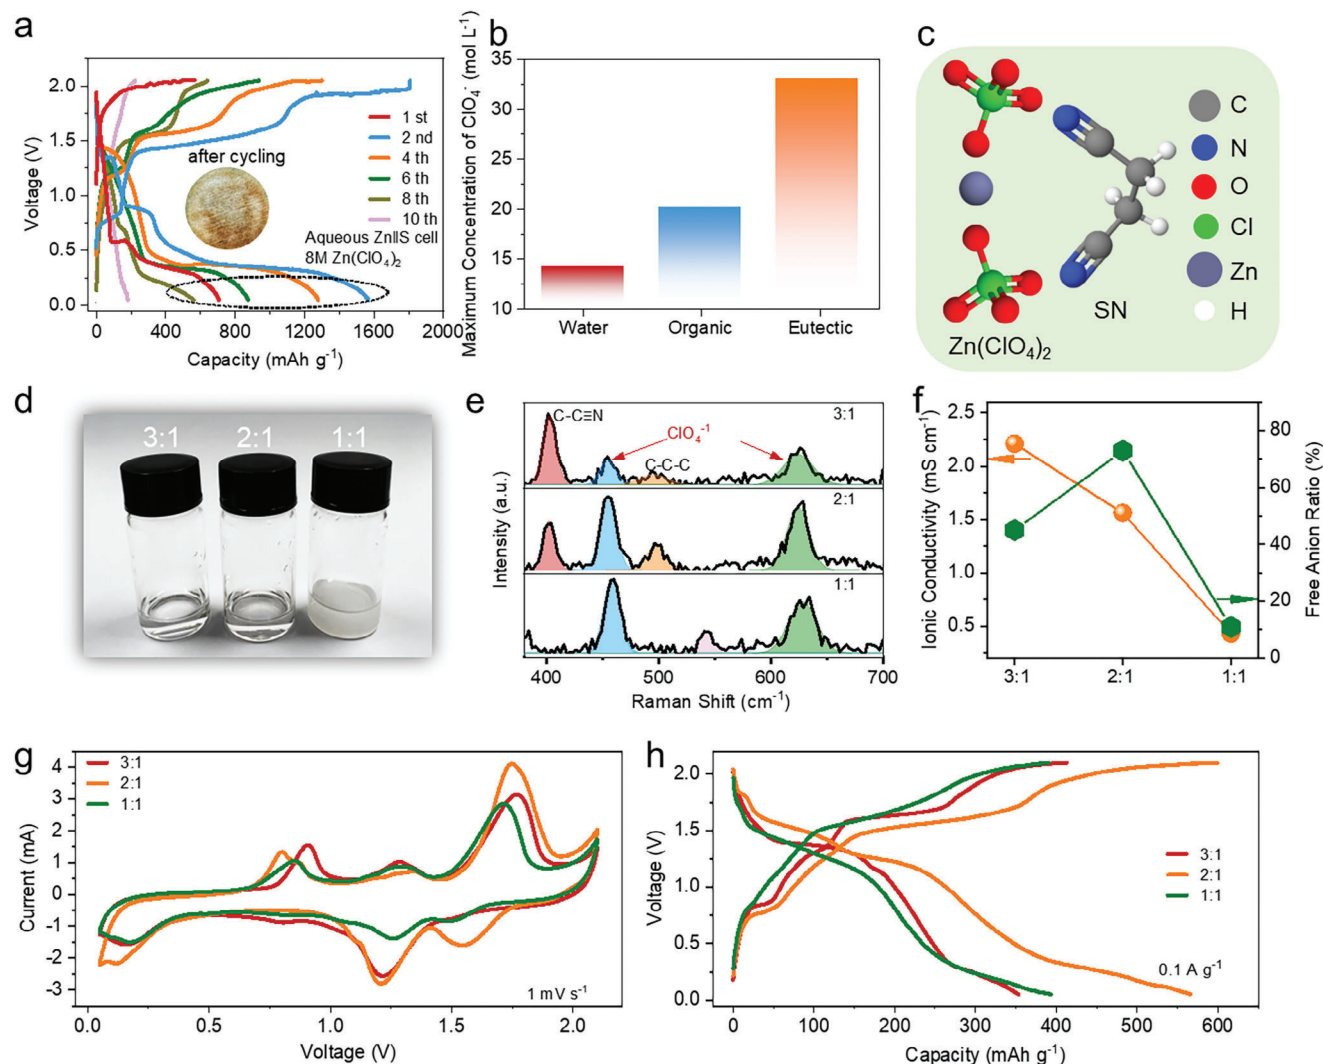 a
Voltage (V)
2.0
1.5
1.0
0.5
0.0
0 400 800 1200 1600 2000
Capacity (mAh g⁻¹)
1 st
2 nd
4 th
6 th
8 th
10 th
after cycling
Aqueous Zn||S cell
8M Zn(ClO₄)₂
b
Maximum Concentration of ClO₄⁻ (mol L⁻¹)
35
30
25
20
15
10
Water Organic Eutectic
c
C
N
O
Cl
Zn
H
SN
Zn(ClO₄)₂
d
3:1 2:1 1:1
e
Intensity (a.u.)
C-C≡N
ClO₄⁻¹
C-C-C
3:1
2:1
1:1
400 500 600 700
Raman Shift (cm⁻¹)
f
Ionic Conductivity (mS cm⁻¹)
2.5
2.0
1.5
1.0
0.5
80
60
40
20
0
Free Anion Ratio (%)
3:1 2:1 1:1
g
Current (mA)
4
3
2
1
0
-1
-2
-3
3:1
2:1
1:1
1 mV s⁻¹
0.0 0.5 1.0 1.5 2.0
Voltage (V)
h
Voltage (V)
2.0
1.5
1.0
0.5
0.0
3:1
2:1
1:1
0.1 A g⁻¹
0 100 200 300 400 500 600
Capacity (mAh g⁻¹)